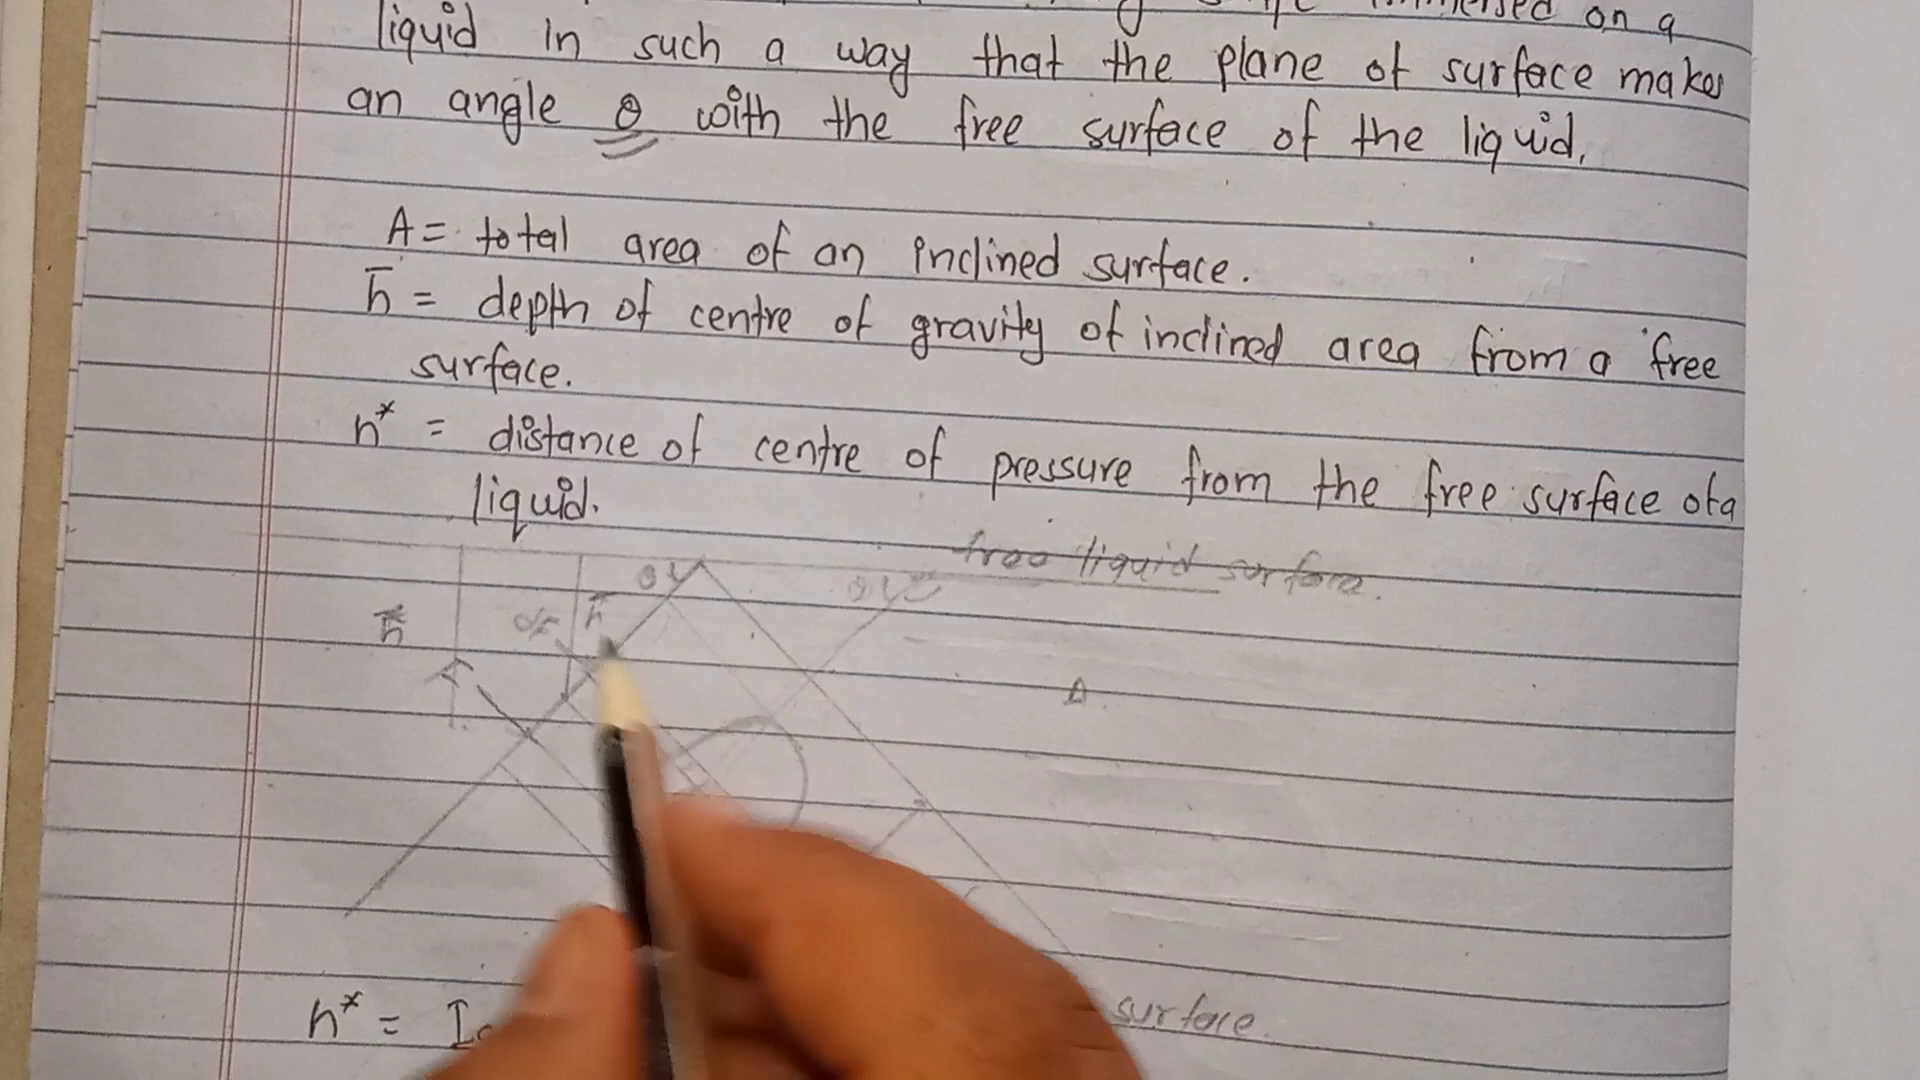 immersed on a
liquid in such a way that the plane of surface makes
an angle θ with the free surface of the liquid.
A = total area of an inclined surface.
h̄ = depth of centre of gravity of inclined area from a free
surface.
h* = distance of centre of pressure from the free surface of a
liquid.
free liquid surface.
θ
θ
h̄
A
h* = I
surface.